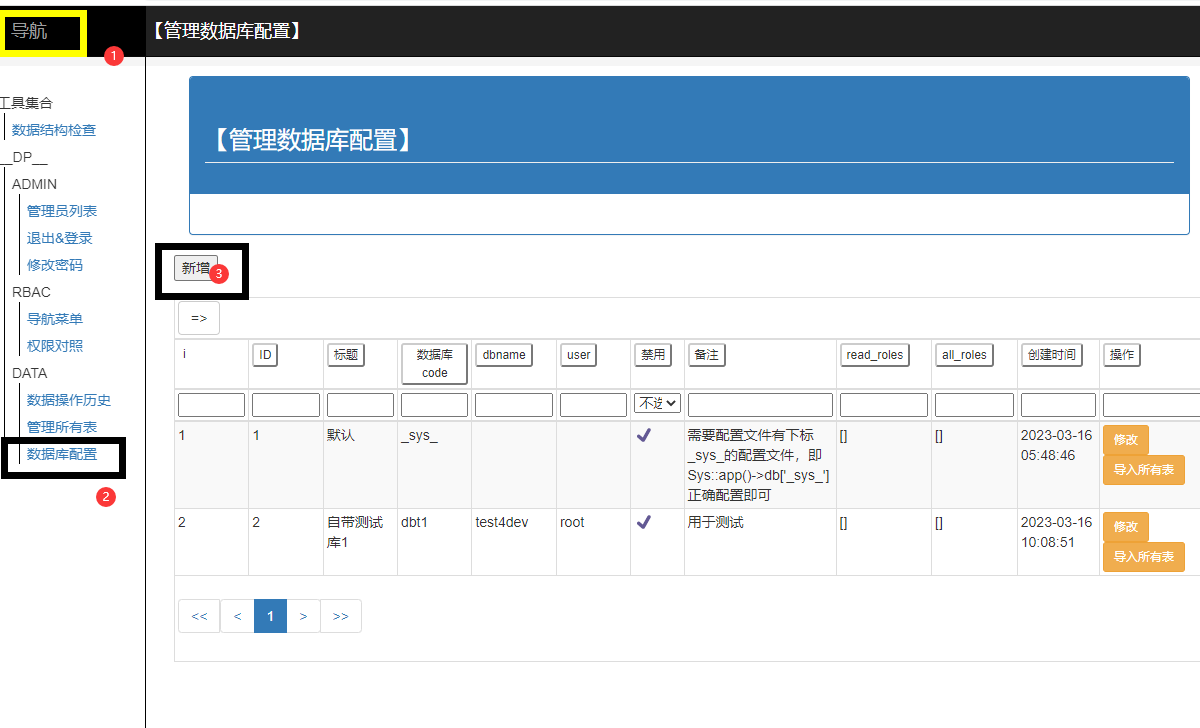 导航
【管理数据库配置】
1
工具集合
数据结构检查
__DP__
ADMIN
管理员列表
退出&登录
修改密码
RBAC
导航菜单
权限对照
DATA
数据操作历史
管理所有表
数据库配置
2
【管理数据库配置】
新增
3
=>
i ID 标题 数据库 dbname user 禁用 备注 read_roles all_roles 创建时间 操作
code
不选
1 1 默认 _sys_ 需要配置文件有下标 [] [] 2023-03-16 修改
_sys_的配置文件，即 05:48:46
Sys::app()->db['_sys_'] 导入所有表
正确配置即可
2 2 自带测试 dbt1 test4dev root 用于测试 [] [] 2023-03-16 修改
库1 10:08:51
导入所有表
<< < 1 > >>